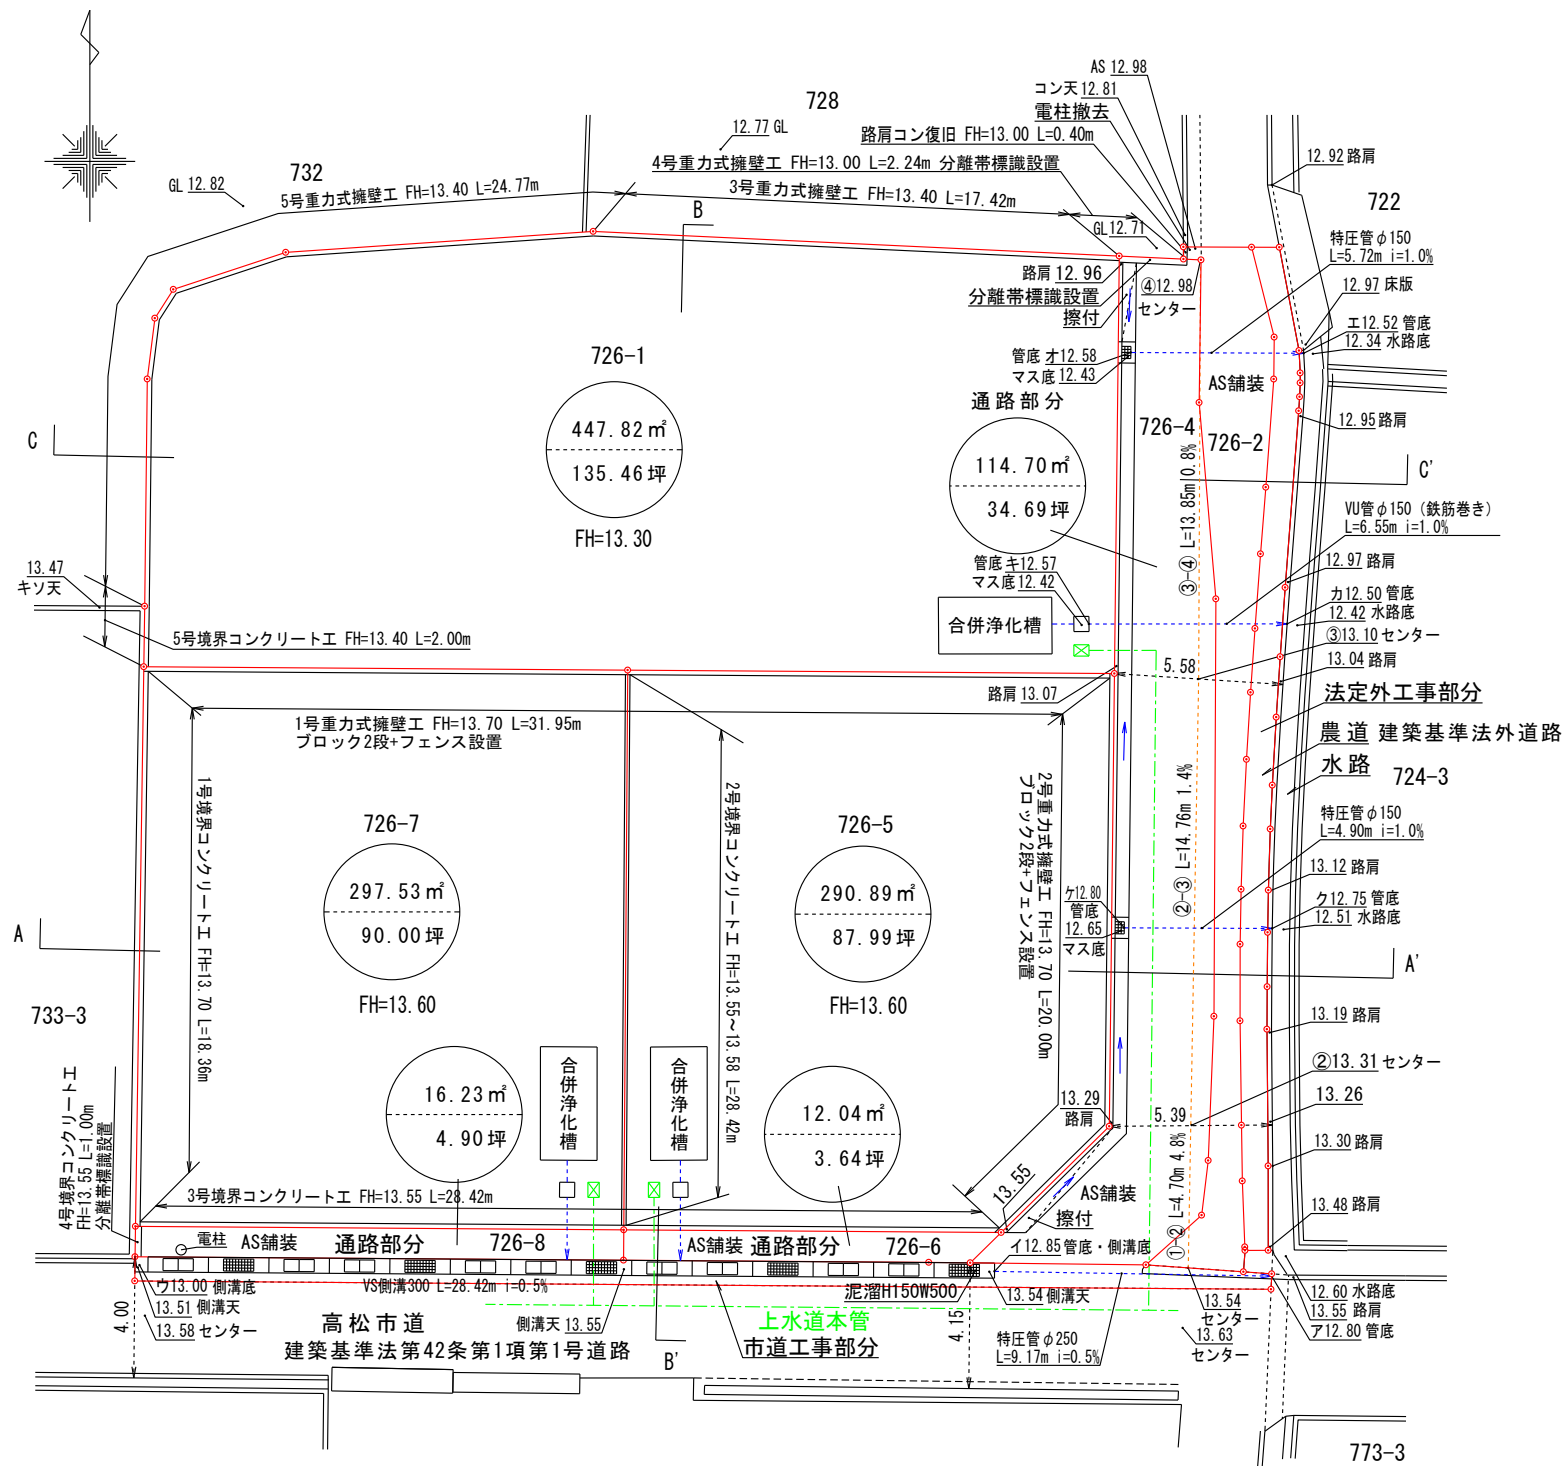 AS 12.98
コン天 12.81
電柱撤去
路肩コン復旧 FH=13.00 L=0.40m
728
12.77 GL
4号重力式擁壁工 FH=13.00 L=2.24m 分離帯標識設置
732
GL 12.82
5号重力式擁壁工 FH=13.40 L=24.77m
3号重力式擁壁工 FH=13.40 L=17.42m
B
GL 12.71
12.92 路肩
722
特圧管φ150
L=5.72m i=1.0%
12.97 床版
エ12.52 管底
12.34 水路底
路肩 12.96
④12.98
センター
分離帯標識設置
擦付
726-1
447.82㎡
135.46坪
FH=13.30
管底 オ12.58
マス底 12.43
通路部分
AS舗装
726-4
726-2
12.95 路肩
114.70㎡
34.69坪
C
C'
③-④ L=13.85m 0.8%
VU管φ150 (鉄筋巻き)
L=6.55m i=1.0%
管底 キ12.57
マス底 12.42
合併浄化槽
12.97 路肩
カ12.50 管底
12.42 水路底
③13.10 センター
13.04 路肩
5.58
13.47
キソ天
5号境界コンクリート工 FH=13.40 L=2.00m
路肩 13.07
法定外工事部分
農道 建築基準法外道路
水路
724-3
1号重力式擁壁工 FH=13.70 L=31.95m
ブロック2段+フェンス設置
1号境界コンクリート工 FH=13.70 L=18.36m
2号境界コンクリート工 FH=13.55～13.58 L=28.42m
2号重力式擁壁工 FH=13.70 L=20.00m
ブロック2段+フェンス設置
②-③ L=14.76m 1.4%
特圧管φ150
L=4.90m i=1.0%
726-7
297.53㎡
90.00坪
FH=13.60
726-5
290.89㎡
87.99坪
FH=13.60
13.12 路肩
ケ12.80
管底
12.65
マス底
ク12.75 管底
12.51 水路底
A
A'
733-3
13.19 路肩
②13.31 センター
13.26
13.30 路肩
4号境界コンクリート工
FH=13.55 L=1.00m
分離帯標識設置
16.23㎡
4.90坪
合併浄化槽
合併浄化槽
12.04㎡
3.64坪
13.29
路肩
5.39
①-② L=4.70m 4.8%
13.55
AS舗装
擦付
3号境界コンクリート工 FH=13.55 L=28.42m
13.48 路肩
電柱
AS舗装
通路部分
726-8
AS舗装
通路部分
726-6
イ12.85 管底・側溝底
ウ13.00 側溝底
VS側溝300 L=28.42m i=0.5%
泥溜H150W500
13.54 側溝天
13.51 側溝天
13.58 センター
4.00
高松市道
建築基準法第42条第1項第1号道路
側溝天 13.55
上水道本管
市道工事部分
B'
4.15
特圧管φ250
L=9.17m i=0.5%
13.54
センター
13.63
センター
12.60 水路底
13.55 路肩
ア12.80 管底
773-3